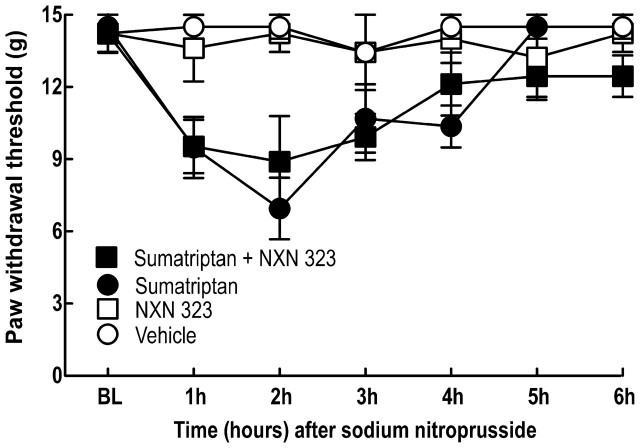 Paw withdrawal threshold (g)
15
12
9
6
3
0
Sumatriptan + NXN 323
Sumatriptan
NXN 323
Vehicle
BL 1h 2h 3h 4h 5h 6h
Time (hours) after sodium nitroprusside